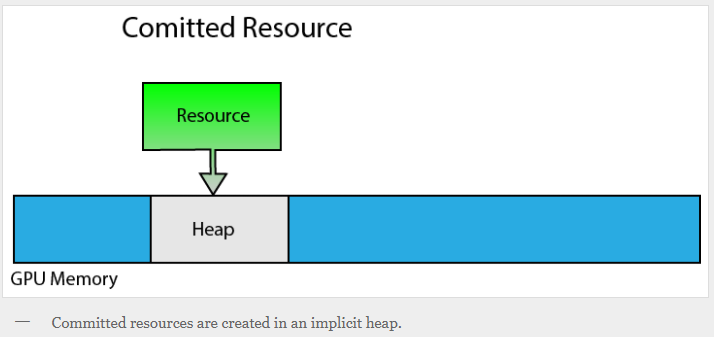 Comitted Resource
Resource
Heap
GPU Memory
— Committed resources are created in an implicit heap.